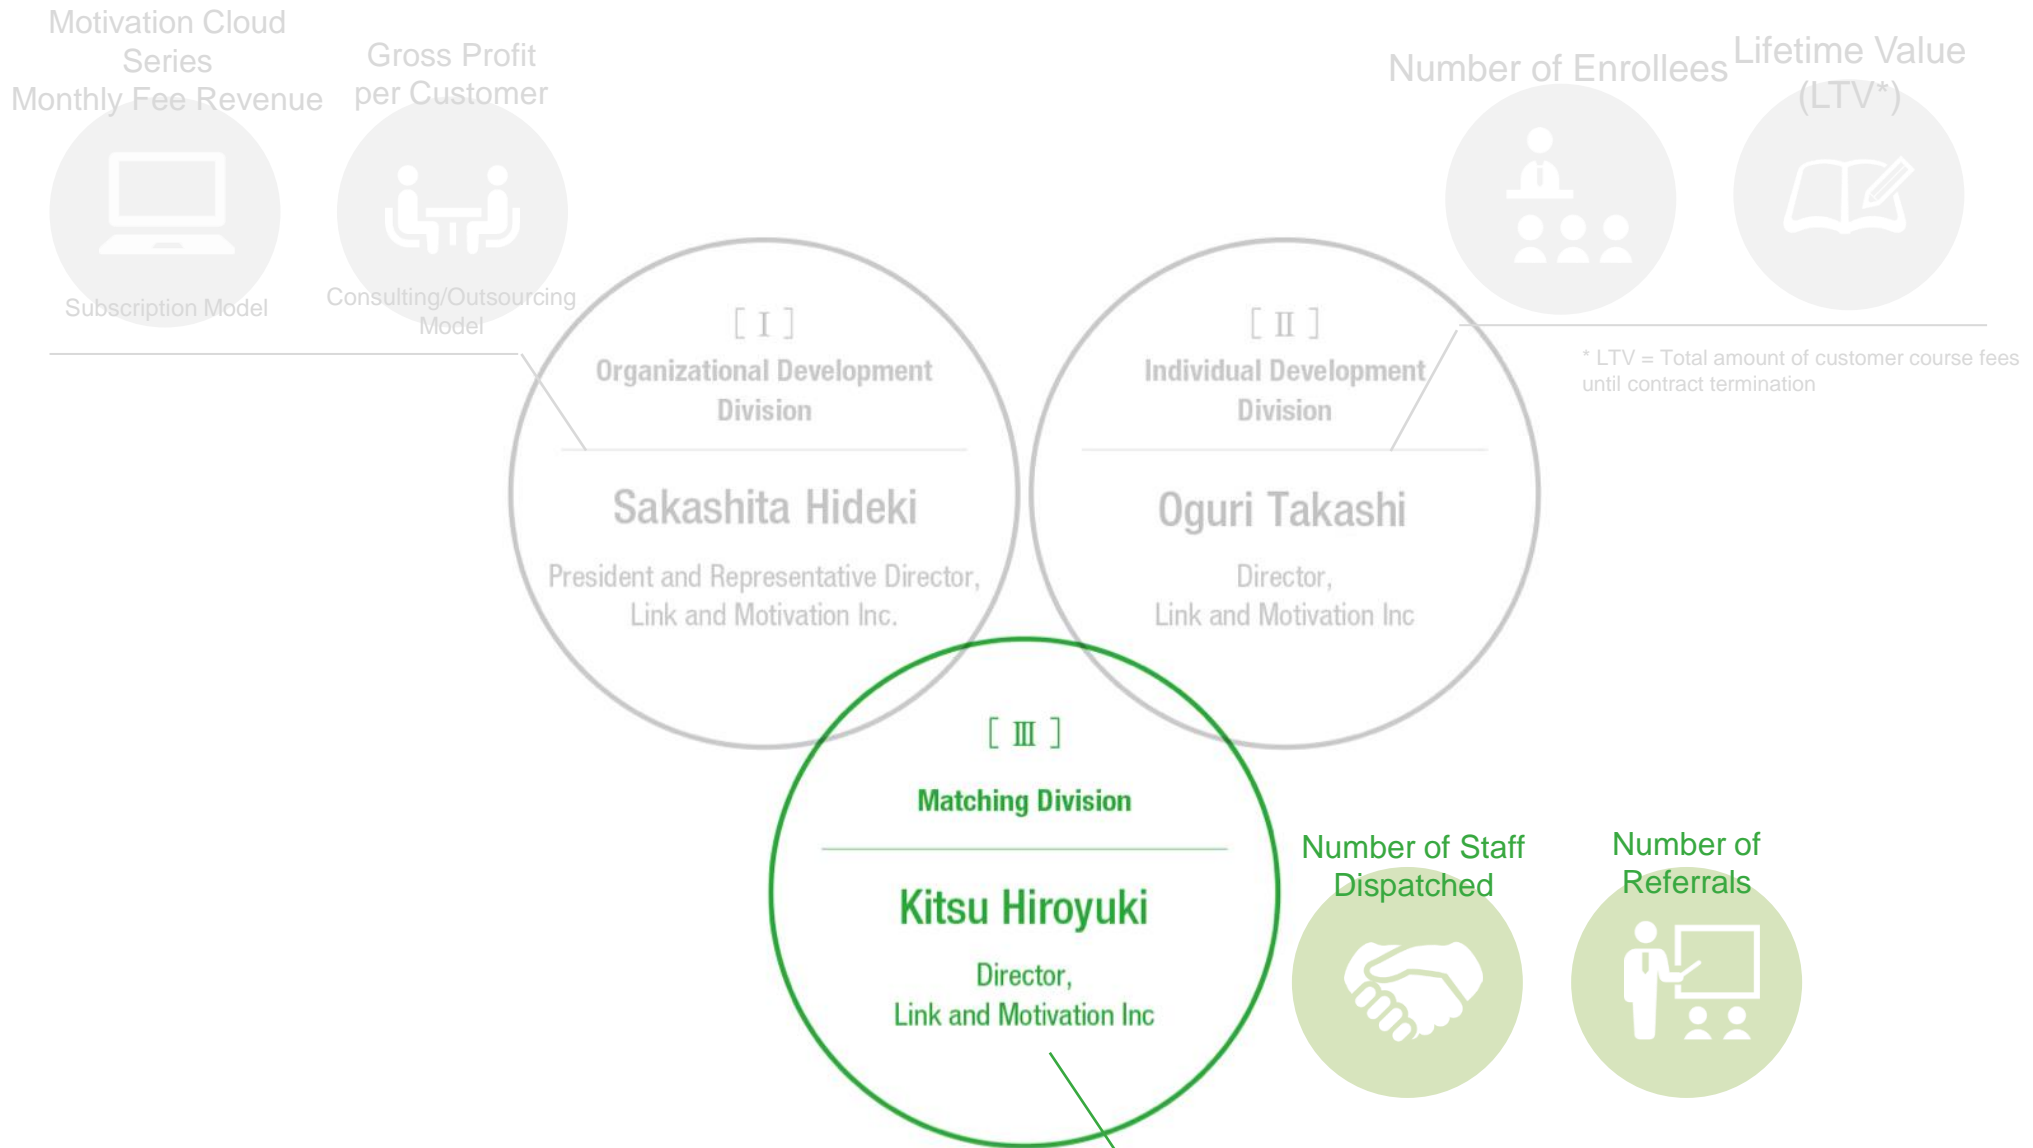 Motivation Cloud
Series
Monthly Fee Revenue
Gross Profit
per Customer
Subscription Model
Consulting/Outsourcing
Model
Number of Enrollees
Lifetime Value
(LTV*)
* LTV = Total amount of customer course fees
until contract termination
[ Ⅰ ]
Organizational Development
Division
Sakashita Hideki
President and Representative Director,
Link and Motivation Inc.
[ Ⅱ ]
Individual Development
Division
Oguri Takashi
Director,
Link and Motivation Inc
[ Ⅲ ]
Matching Division
Kitsu Hiroyuki
Director,
Link and Motivation Inc
Number of Staff
Dispatched
Number of
Referrals